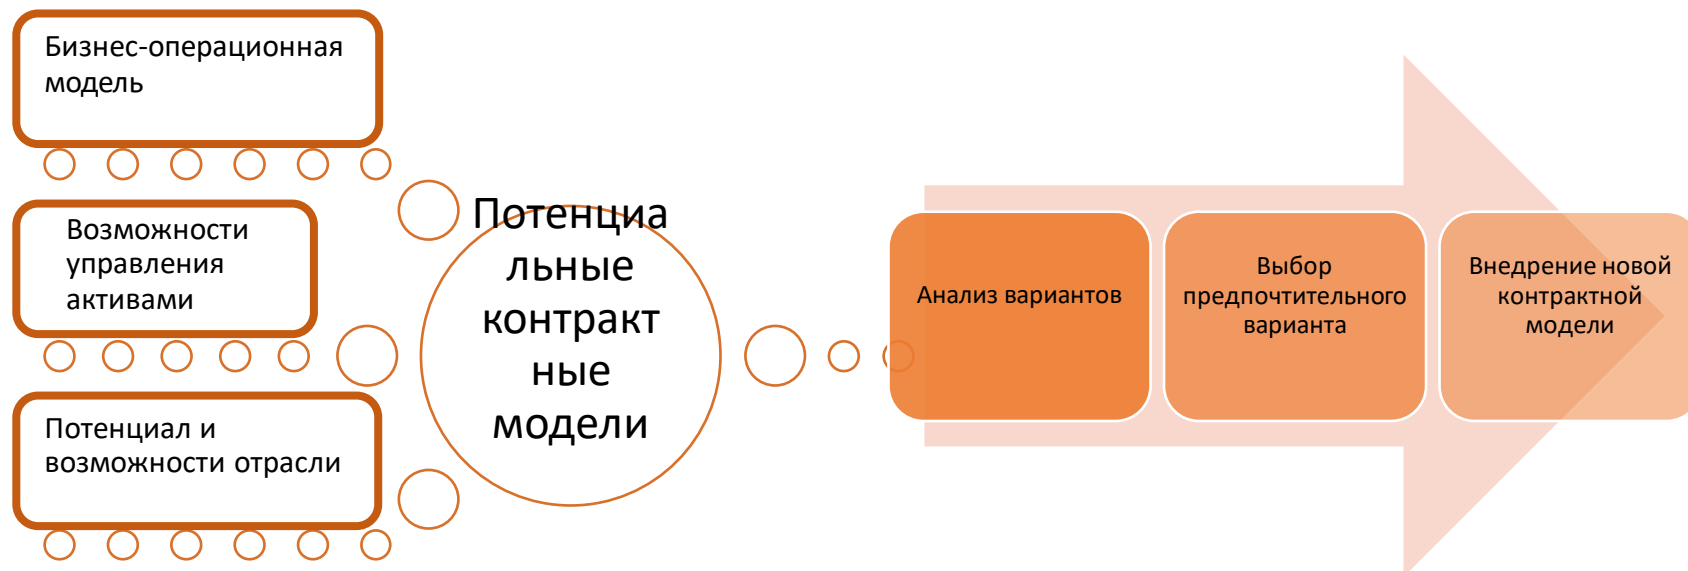 Бизнес-операционная
модель
Возможности
управления
активами
Потенциал и
возможности отрасли
Потенциа
льные
контракт
ные
модели
Анализ вариантов
Выбор
предпочтительного
варианта
Внедрение новой
контрактной
модели